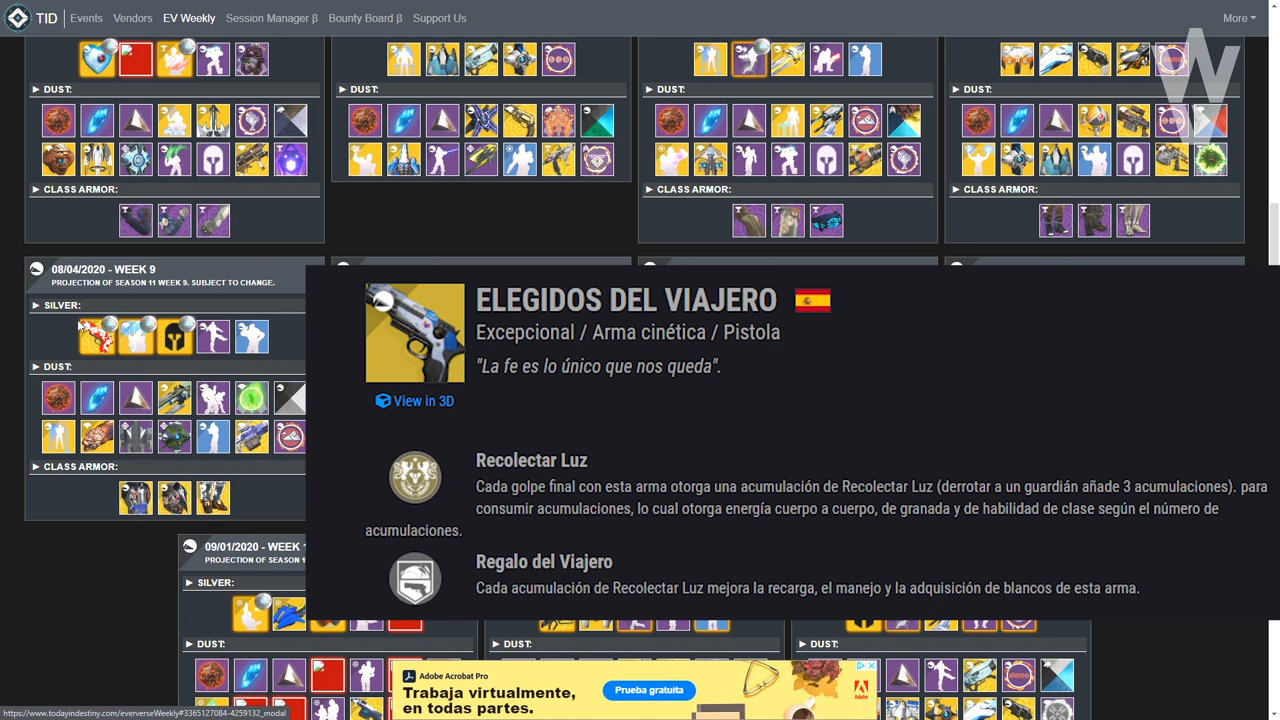 TID
Events
Vendors
EV Weekly
Session Manager β
Bounty Board β
Support Us
More
W
DUST:
DUST:
DUST:
DUST:
CLASS ARMOR:
CLASS ARMOR:
CLASS ARMOR:
08/04/2020 - WEEK 9
PROJECTION OF SEASON 11 WEEK 9. SUBJECT TO CHANGE.
SILVER:
DUST:
CLASS ARMOR:
ELEGIDOS DEL VIAJERO
Excepcional / Arma cinética / Pistola
"La fe es lo único que nos queda".
View in 3D
Recolectar Luz
Cada golpe final con esta arma otorga una acumulación de Recolectar Luz (derrotar a un guardián añade 3 acumulaciones). para
consumir acumulaciones, lo cual otorga energía cuerpo a cuerpo, de granada y de habilidad de clase según el número de
acumulaciones.
Regalo del Viajero
Cada acumulación de Recolectar Luz mejora la recarga, el manejo y la adquisición de blancos de esta arma.
09/01/2020 - WEEK 1
PROJECTION OF SEASON 1
SILVER:
DUST:
DUST:
DUST:
Adobe Acrobat Pro
Trabaja virtualmente,
en todas partes.
Prueba gratuita
Adobe
https://www.todayindestiny.com/eververseWeekly#3365127084-4259132_modal